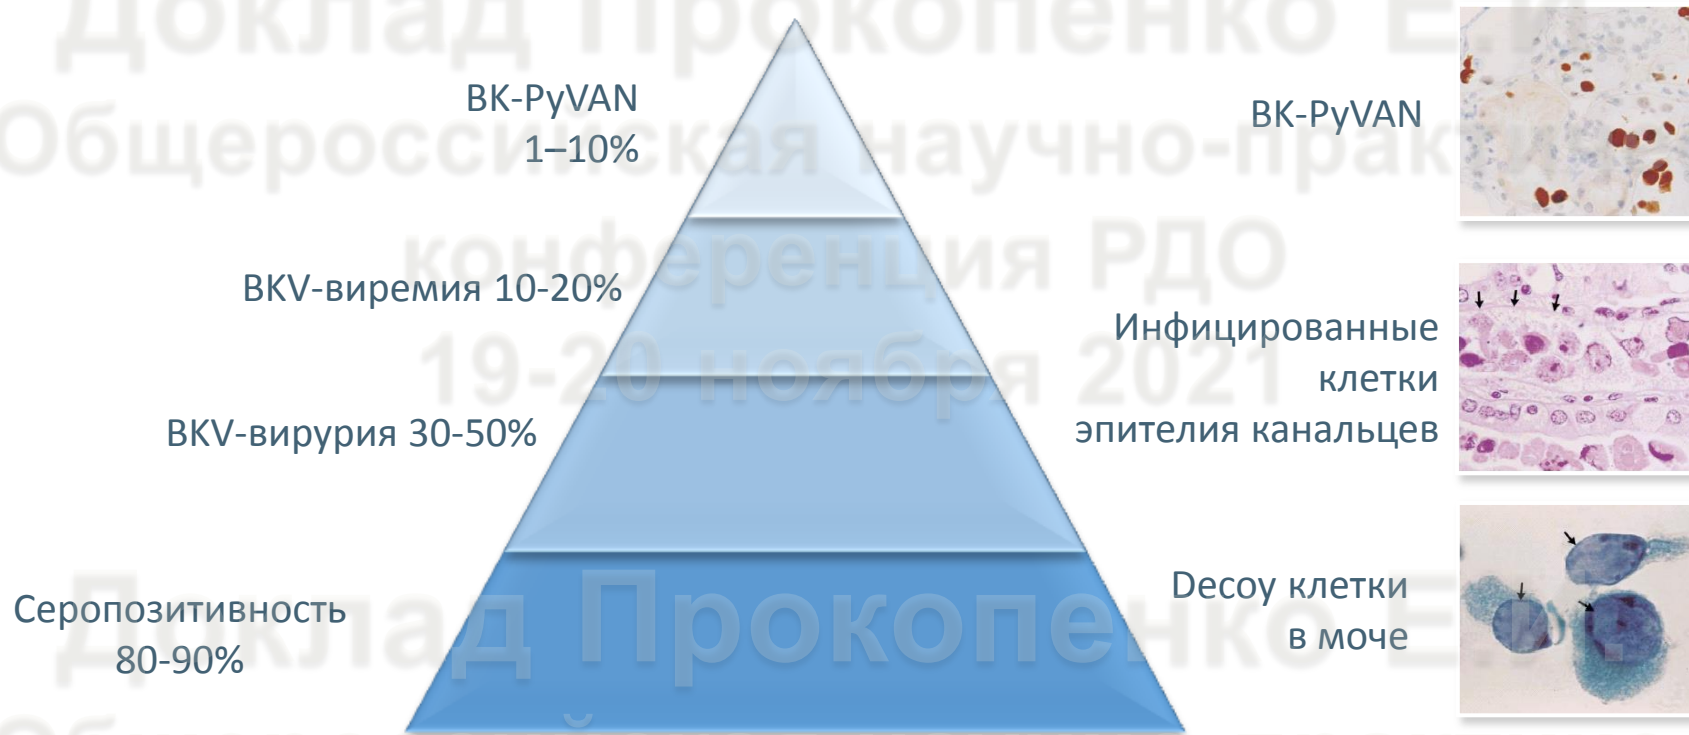 Доклад Прокопенко Е.И.
Общероссийская научно-практи
конференция РДО
19-20 ноября 2021
Доклад Прокопенко Е.И.
BK-PyVAN
1–10%
BKV-виремия 10-20%
BKV-вирурия 30-50%
Серопозитивность
80-90%
BK-PyVAN
Инфицированные
клетки
эпителия канальцев
Decoy клетки
в моче